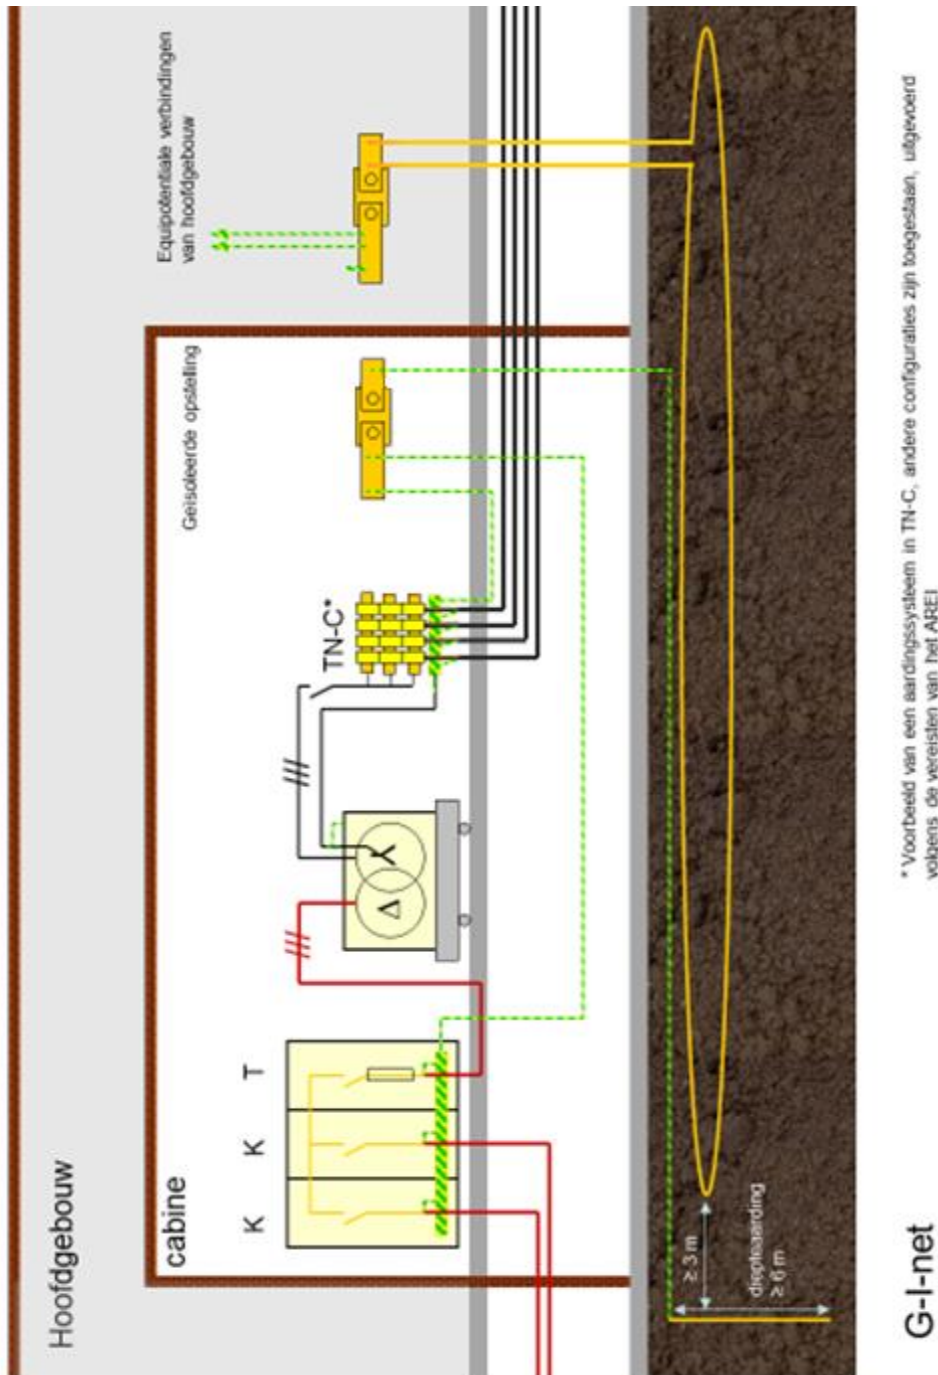 Hoofdgebouw
cabine
K
K
T
Δ
Y
TN-C*
Geïsoleerde opstelling
Equipotentiale verbindingen
van hoofdgebouw
≥ 3 m
diepteaarding
≥ 6 m
G-I-net
* Voorbeeld van een aardingssysteem in TN-C, andere configuraties zijn toegestaan, uitgevoerd
volgens de vereisten van het AREI